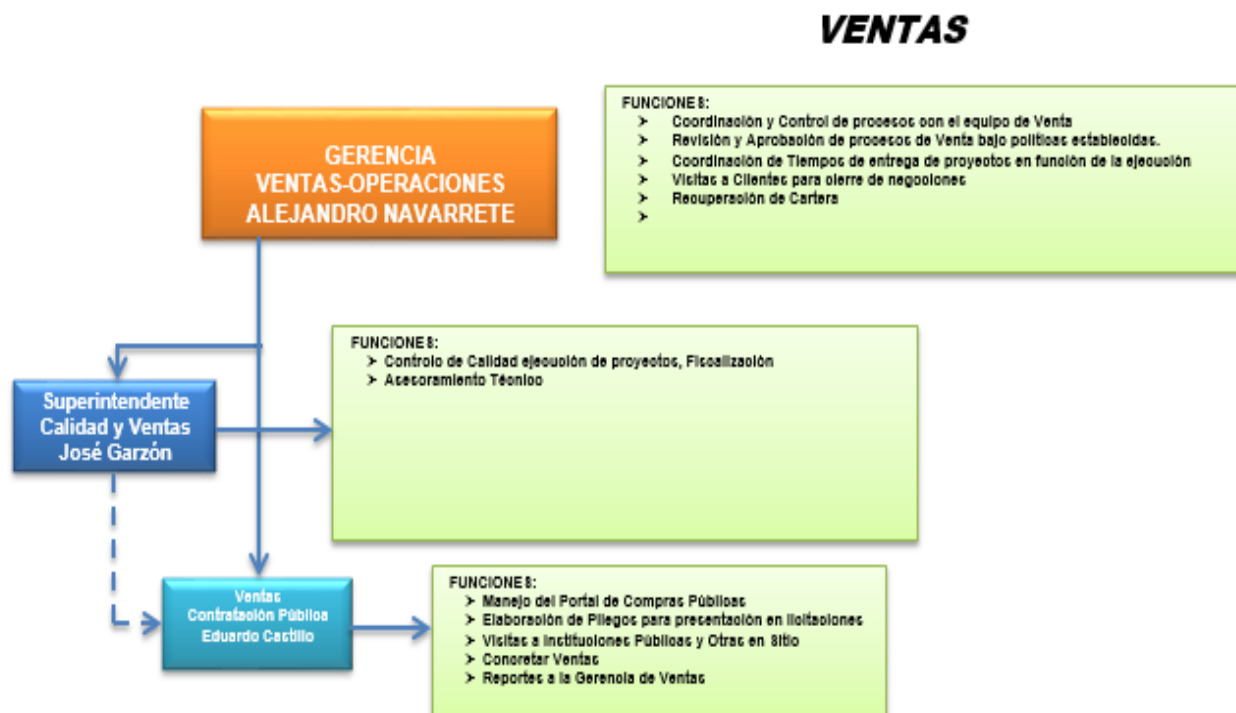 VENTAS
GERENCIA
VENTAS-OPERACIONES
ALEJANDRO NAVARRETE
FUNCIONES:
➢ Coordinación y Control de procesos con el equipo de Venta
➢ Revisión y Aprobación de procesos de Venta bajo políticas establecidas.
➢ Coordinación de Tiempos de entrega de proyectos en función de la ejecución
➢ Visitas a Clientes para cierre de negociones
➢ Recuperación de Cartera
➢
Superintendente
Calidad y Ventas
José Garzón
FUNCIONES:
➢ Controlo de Calidad ejecución de proyectos, Fiscalización
➢ Asesoramiento Técnico
Ventas
Contratación Pública
Eduardo Castillo
FUNCIONES:
➢ Manejo del Portal de Compras Públicas
➢ Elaboración de Pliegos para presentación en licitaciones
➢ Visitas a Instituciones Públicas y Otras en Sitio
➢ Concretar Ventas
➢ Reportes a la Gerencia de Ventas